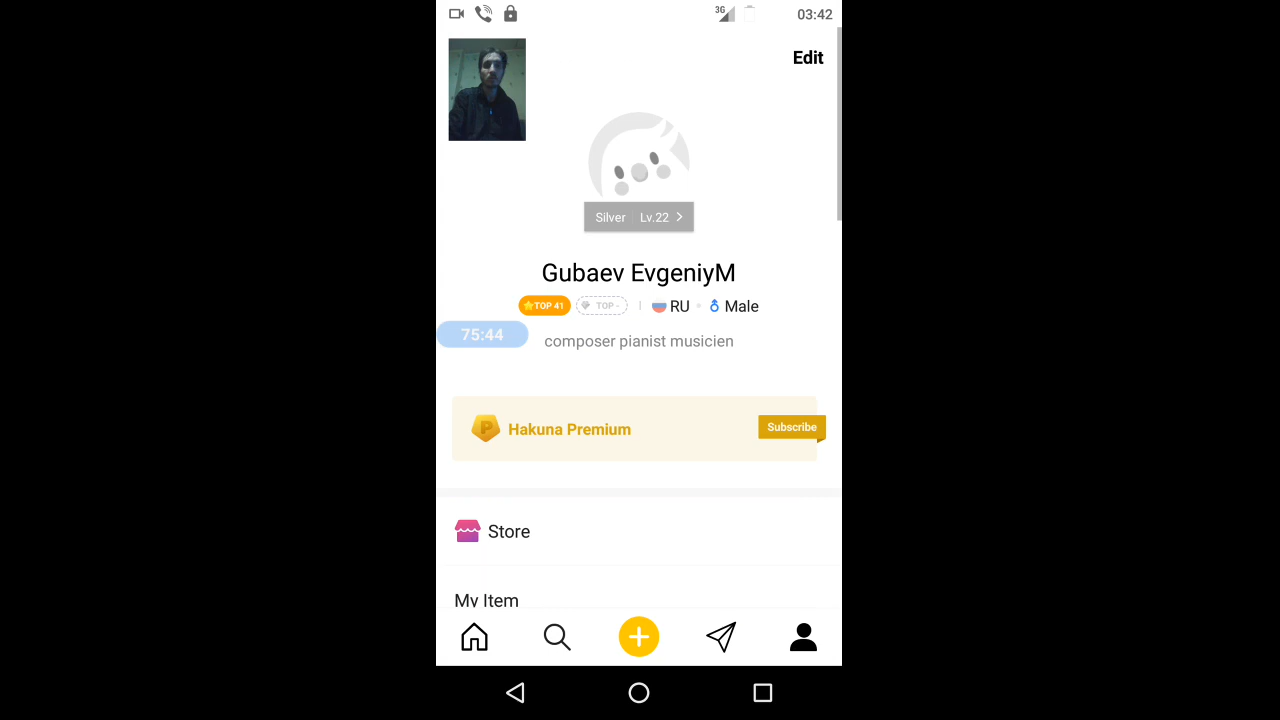 3G
03:42
Edit
Silver Lv.22
Gubaev EvgeniyM
TOP 41 TOP - RU Male
75:44
composer pianist musicien
P Hakuna Premium Subscribe
Store
My Item